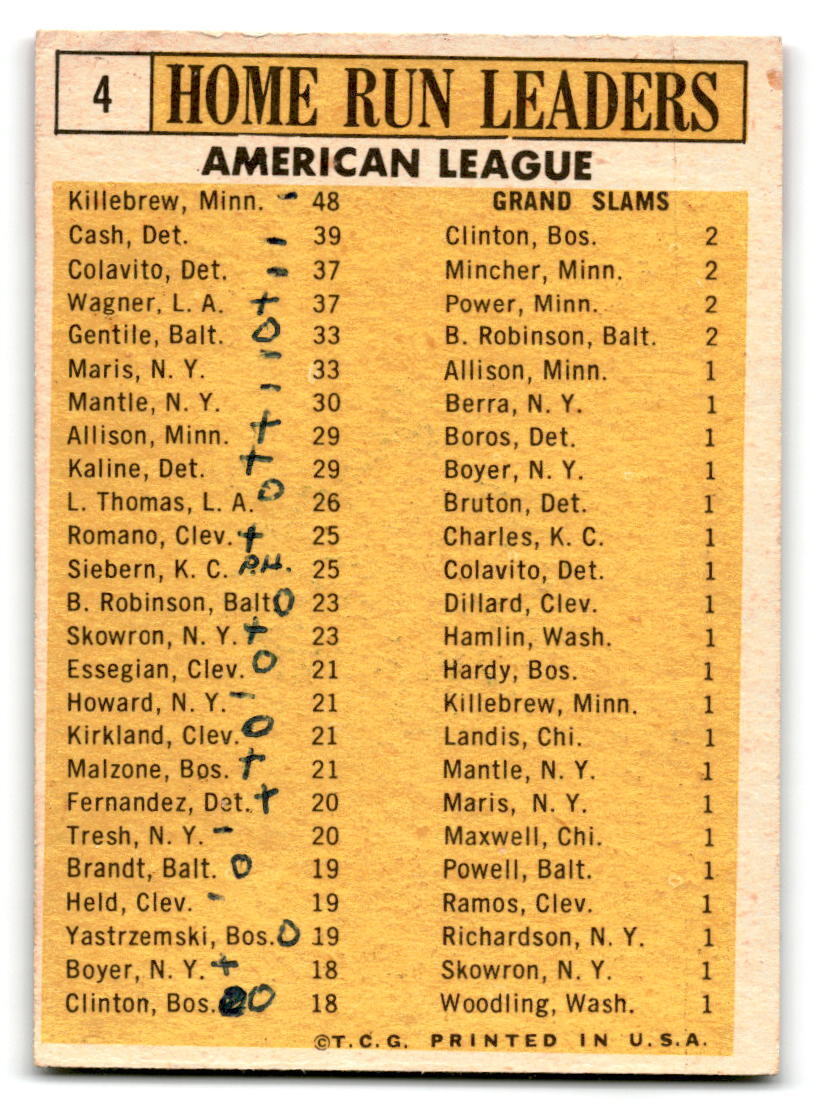 4 HOME RUN LEADERS
AMERICAN LEAGUE
Killebrew, Minn. - 48
Cash, Det. - 39
Colavito, Det. - 37
Wagner, L. A. + 37
Gentile, Balt. O 33
Maris, N. Y. - 33
Mantle, N. Y. - 30
Allison, Minn. + 29
Kaline, Det. + 29
L. Thomas, L. A. O 26
Romano, Clev. + 25
Siebern, K. C. P.H. 25
B. Robinson, Balt O 23
Skowron, N. Y. + 23
Essegian, Clev. O 21
Howard, N. Y. - 21
Kirkland, Clev. O 21
Malzone, Bos. + 21
Fernandez, Det. + 20
Tresh, N. Y. - 20
Brandt, Balt. O 19
Held, Clev. - 19
Yastrzemski, Bos. O 19
Boyer, N. Y. + 18
Clinton, Bos. O 18
GRAND SLAMS
Clinton, Bos. 2
Mincher, Minn. 2
Power, Minn. 2
B. Robinson, Balt. 2
Allison, Minn. 1
Berra, N. Y. 1
Boros, Det. 1
Boyer, N. Y. 1
Bruton, Det. 1
Charles, K. C. 1
Colavito, Det. 1
Dillard, Clev. 1
Hamlin, Wash. 1
Hardy, Bos. 1
Killebrew, Minn. 1
Landis, Chi. 1
Mantle, N. Y. 1
Maris, N. Y. 1
Maxwell, Chi. 1
Powell, Balt. 1
Ramos, Clev. 1
Richardson, N. Y. 1
Skowron, N. Y. 1
Woodling, Wash. 1
©T.C.G. PRINTED IN U.S.A.